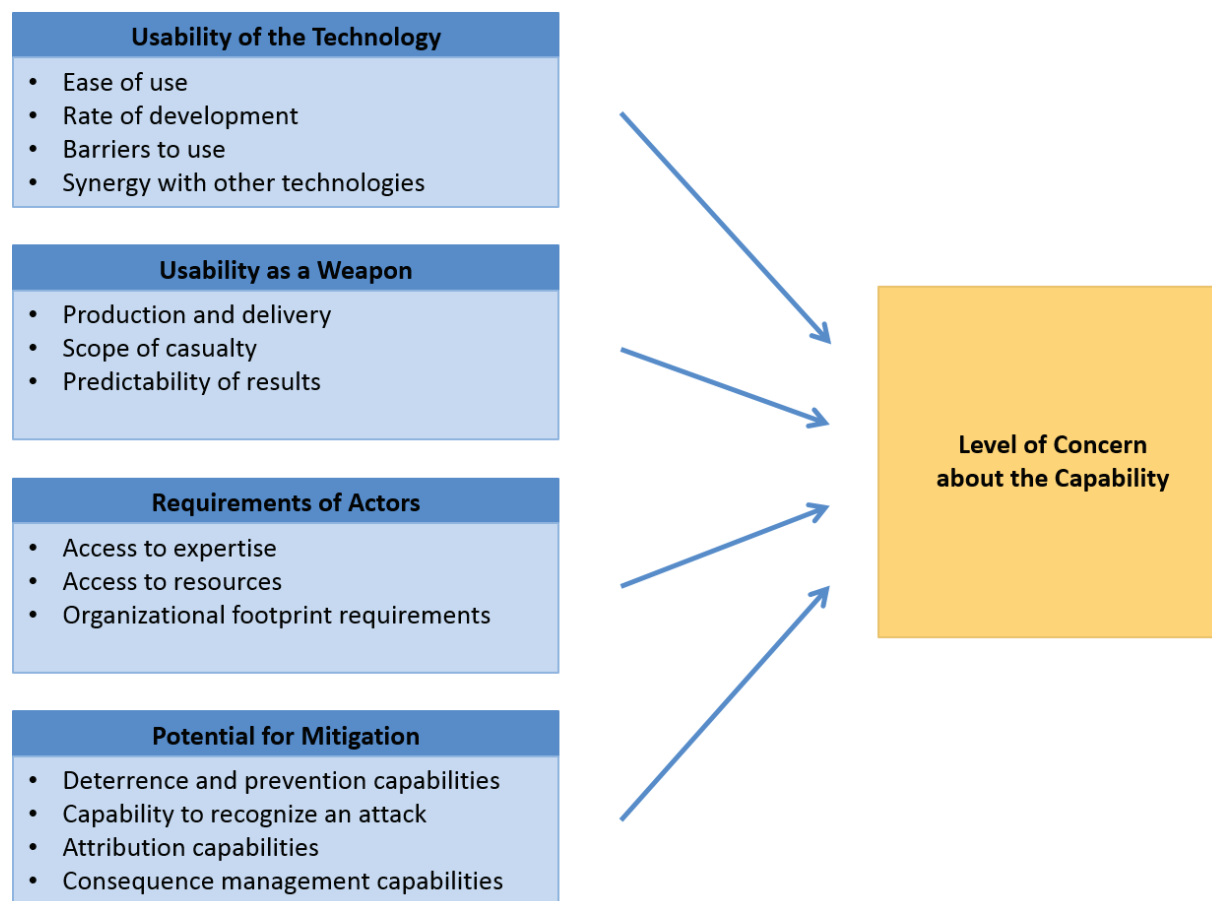 Usability of the Technology
• Ease of use
• Rate of development
• Barriers to use
• Synergy with other technologies
Usability as a Weapon
• Production and delivery
• Scope of casualty
• Predictability of results
Requirements of Actors
• Access to expertise
• Access to resources
• Organizational footprint requirements
Potential for Mitigation
• Deterrence and prevention capabilities
• Capability to recognize an attack
• Attribution capabilities
• Consequence management capabilities
Level of Concern
about the Capability